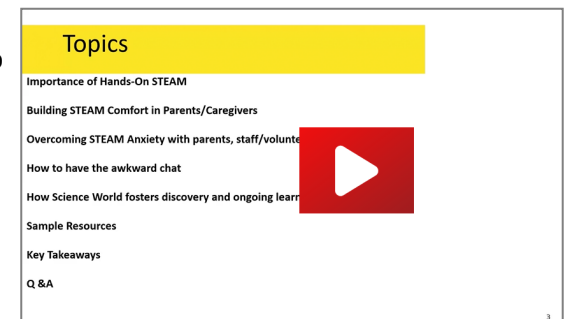 Topics
Importance of Hands-On STEAM
Building STEAM Comfort in Parents/Caregivers
Overcoming STEAM Anxiety with parents, staff/volunte
How to have the awkward chat
How Science World fosters discovery and ongoing learn
Sample Resources
Key Takeaways
Q &A
3